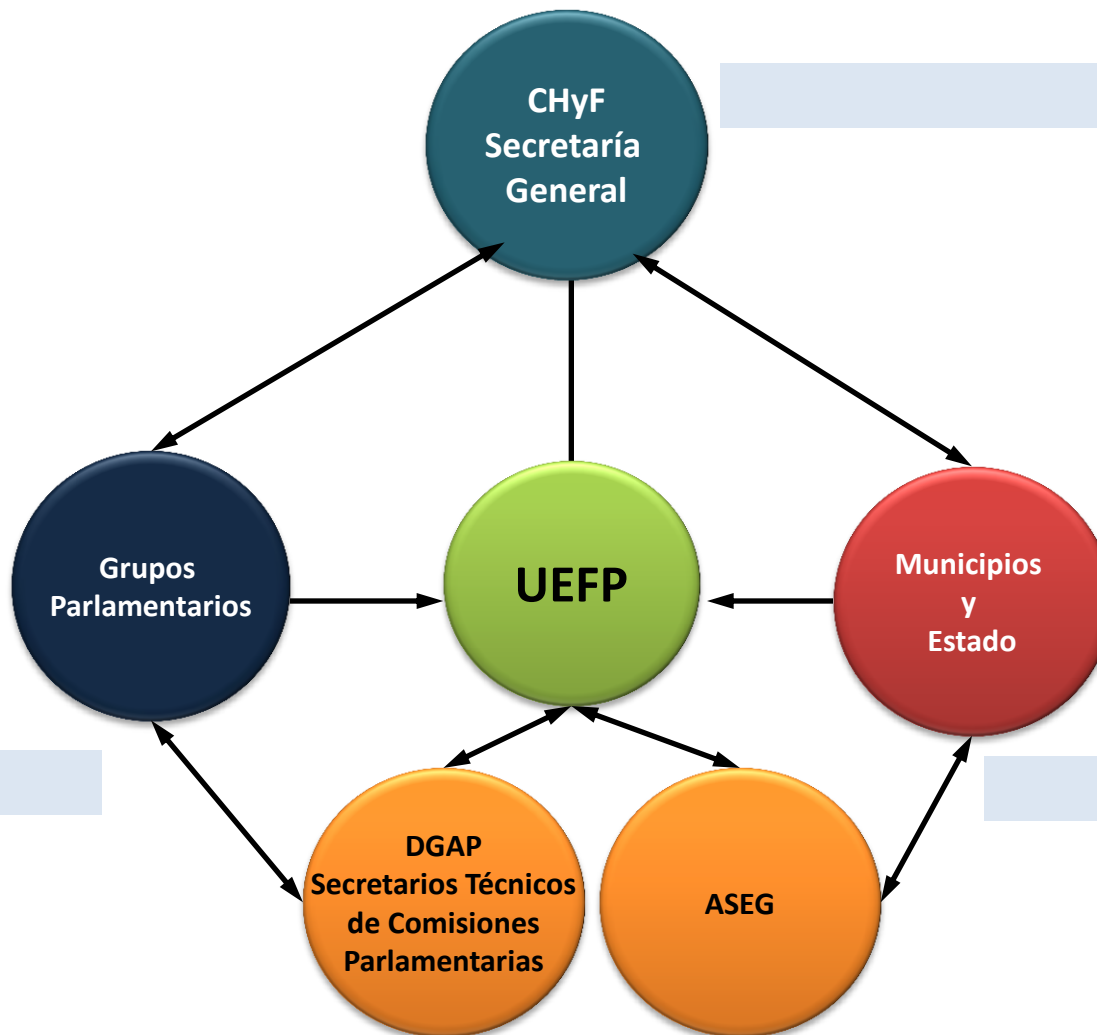 CHyF
Secretaría
General
Grupos
Parlamentarios
UEFP
Municipios
y
Estado
DGAP
Secretarios Técnicos
de Comisiones
Parlamentarias
ASEG